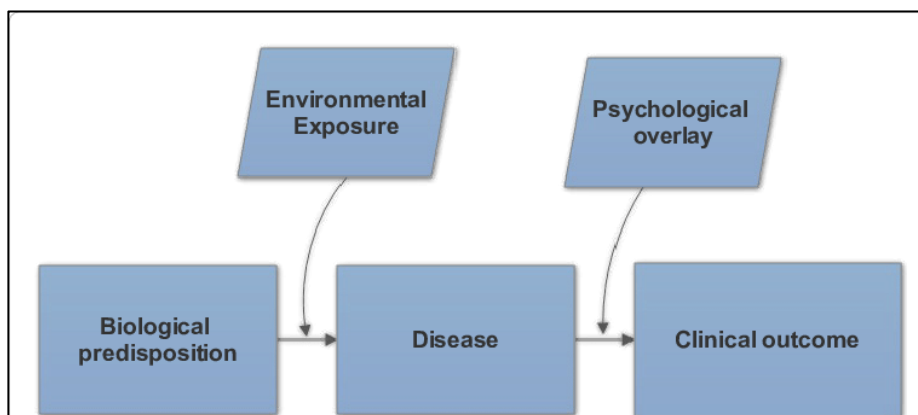 Environmental
Exposure
Psychological
overlay
Biological
predisposition
Disease
Clinical outcome